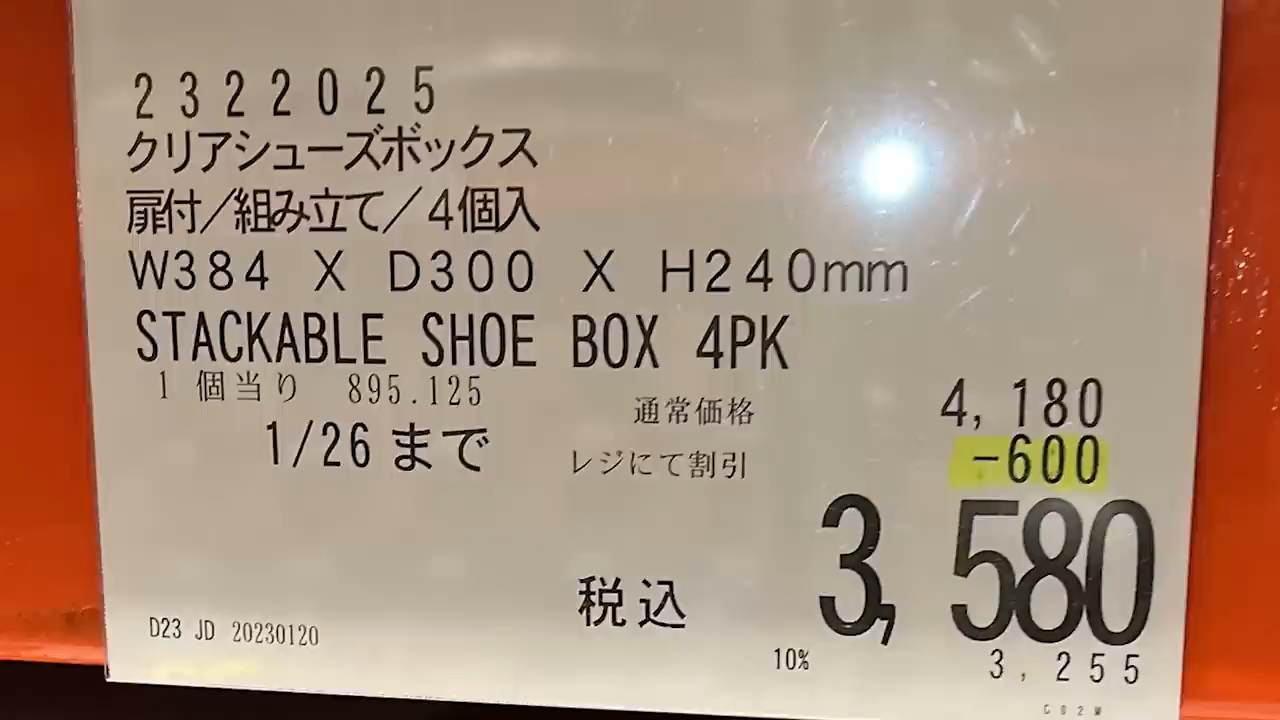 2322025
クリアシューズボックス
扉付/組み立て/4個入
W384 X D300 X H240mm
STACKABLE SHOE BOX 4PK
1 個当り 895.125
通常価格 4,180
1/26まで
レジにて割引 -600
税込 3,580
D23 JD 20230120
10% 3,255
C02M